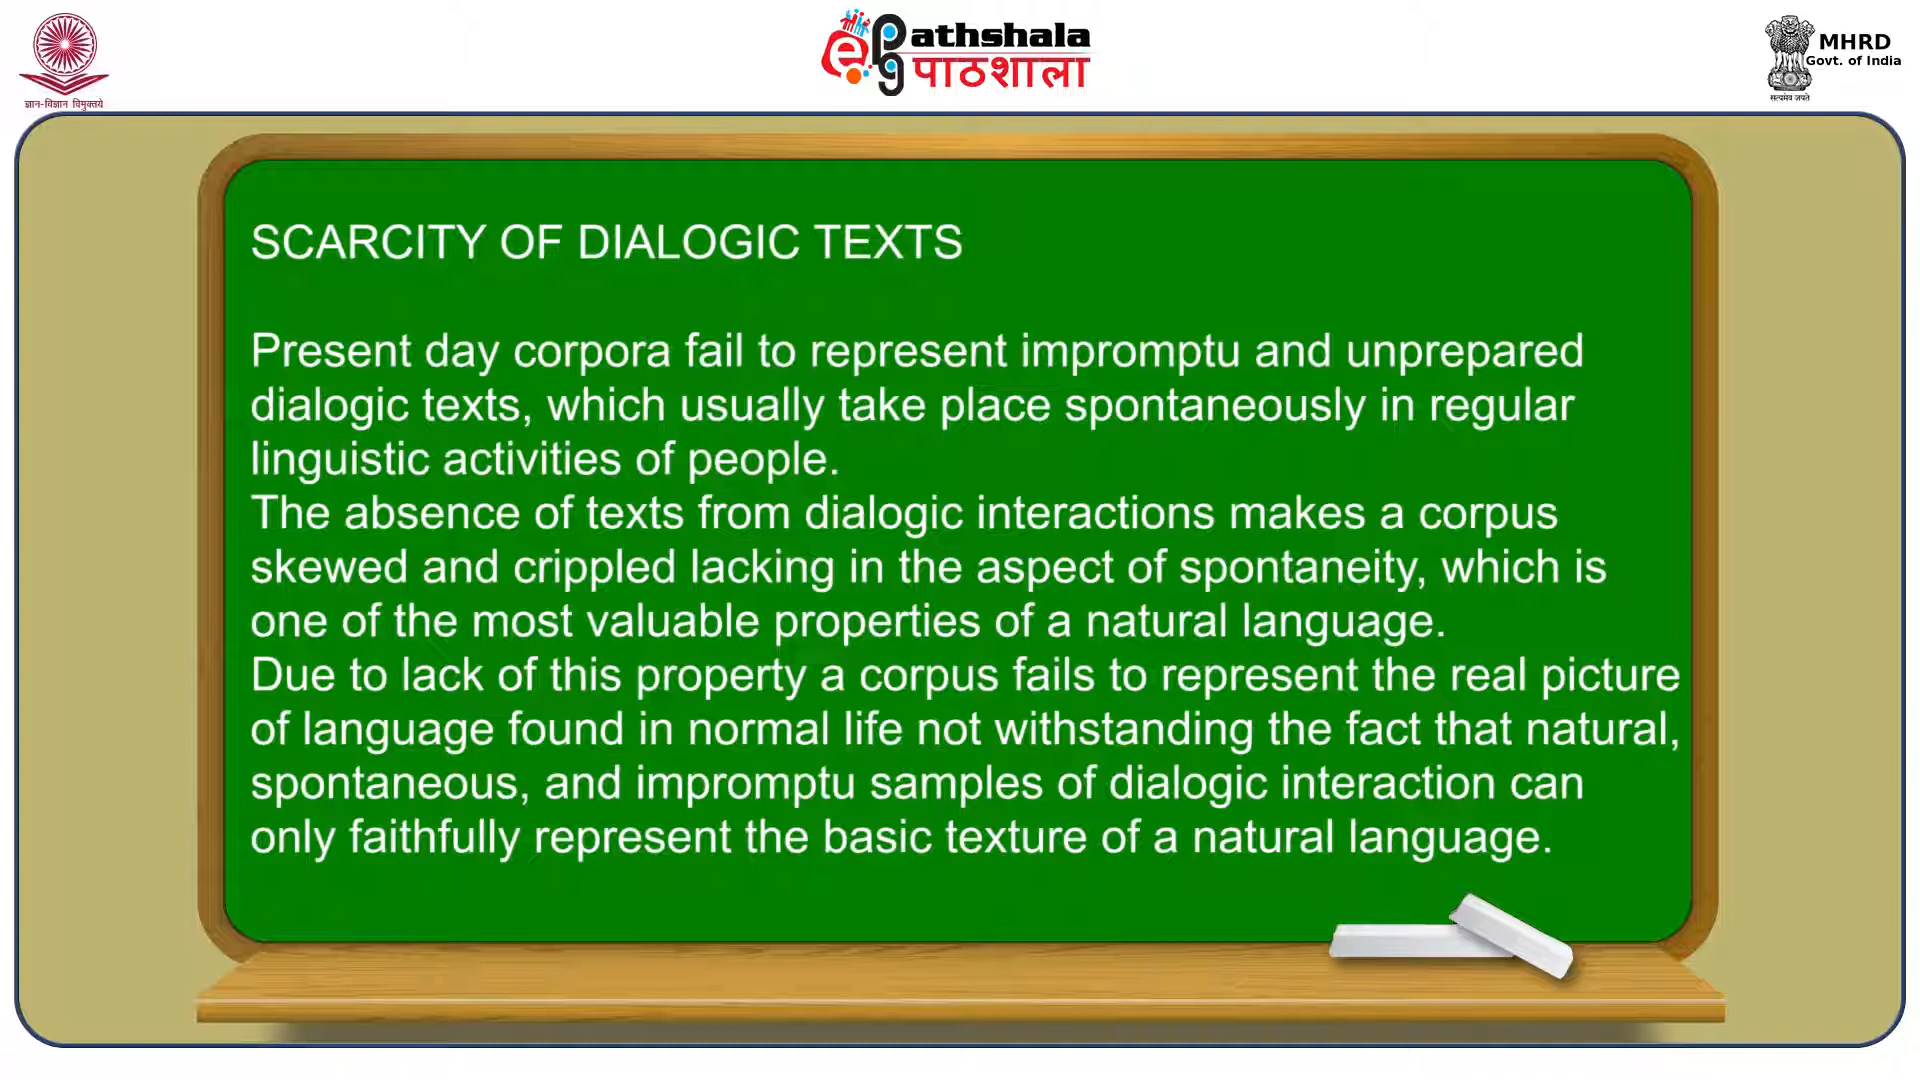 ज्ञान-विज्ञान विमुक्तये
ePathshala
पाठशाला
MHRD
Govt. of India
सत्यमेव जयते
SCARCITY OF DIALOGIC TEXTS
Present day corpora fail to represent impromptu and unprepared
dialogic texts, which usually take place spontaneously in regular
linguistic activities of people.
The absence of texts from dialogic interactions makes a corpus
skewed and crippled lacking in the aspect of spontaneity, which is
one of the most valuable properties of a natural language.
Due to lack of this property a corpus fails to represent the real picture
of language found in normal life not withstanding the fact that natural,
spontaneous, and impromptu samples of dialogic interaction can
only faithfully represent the basic texture of a natural language.